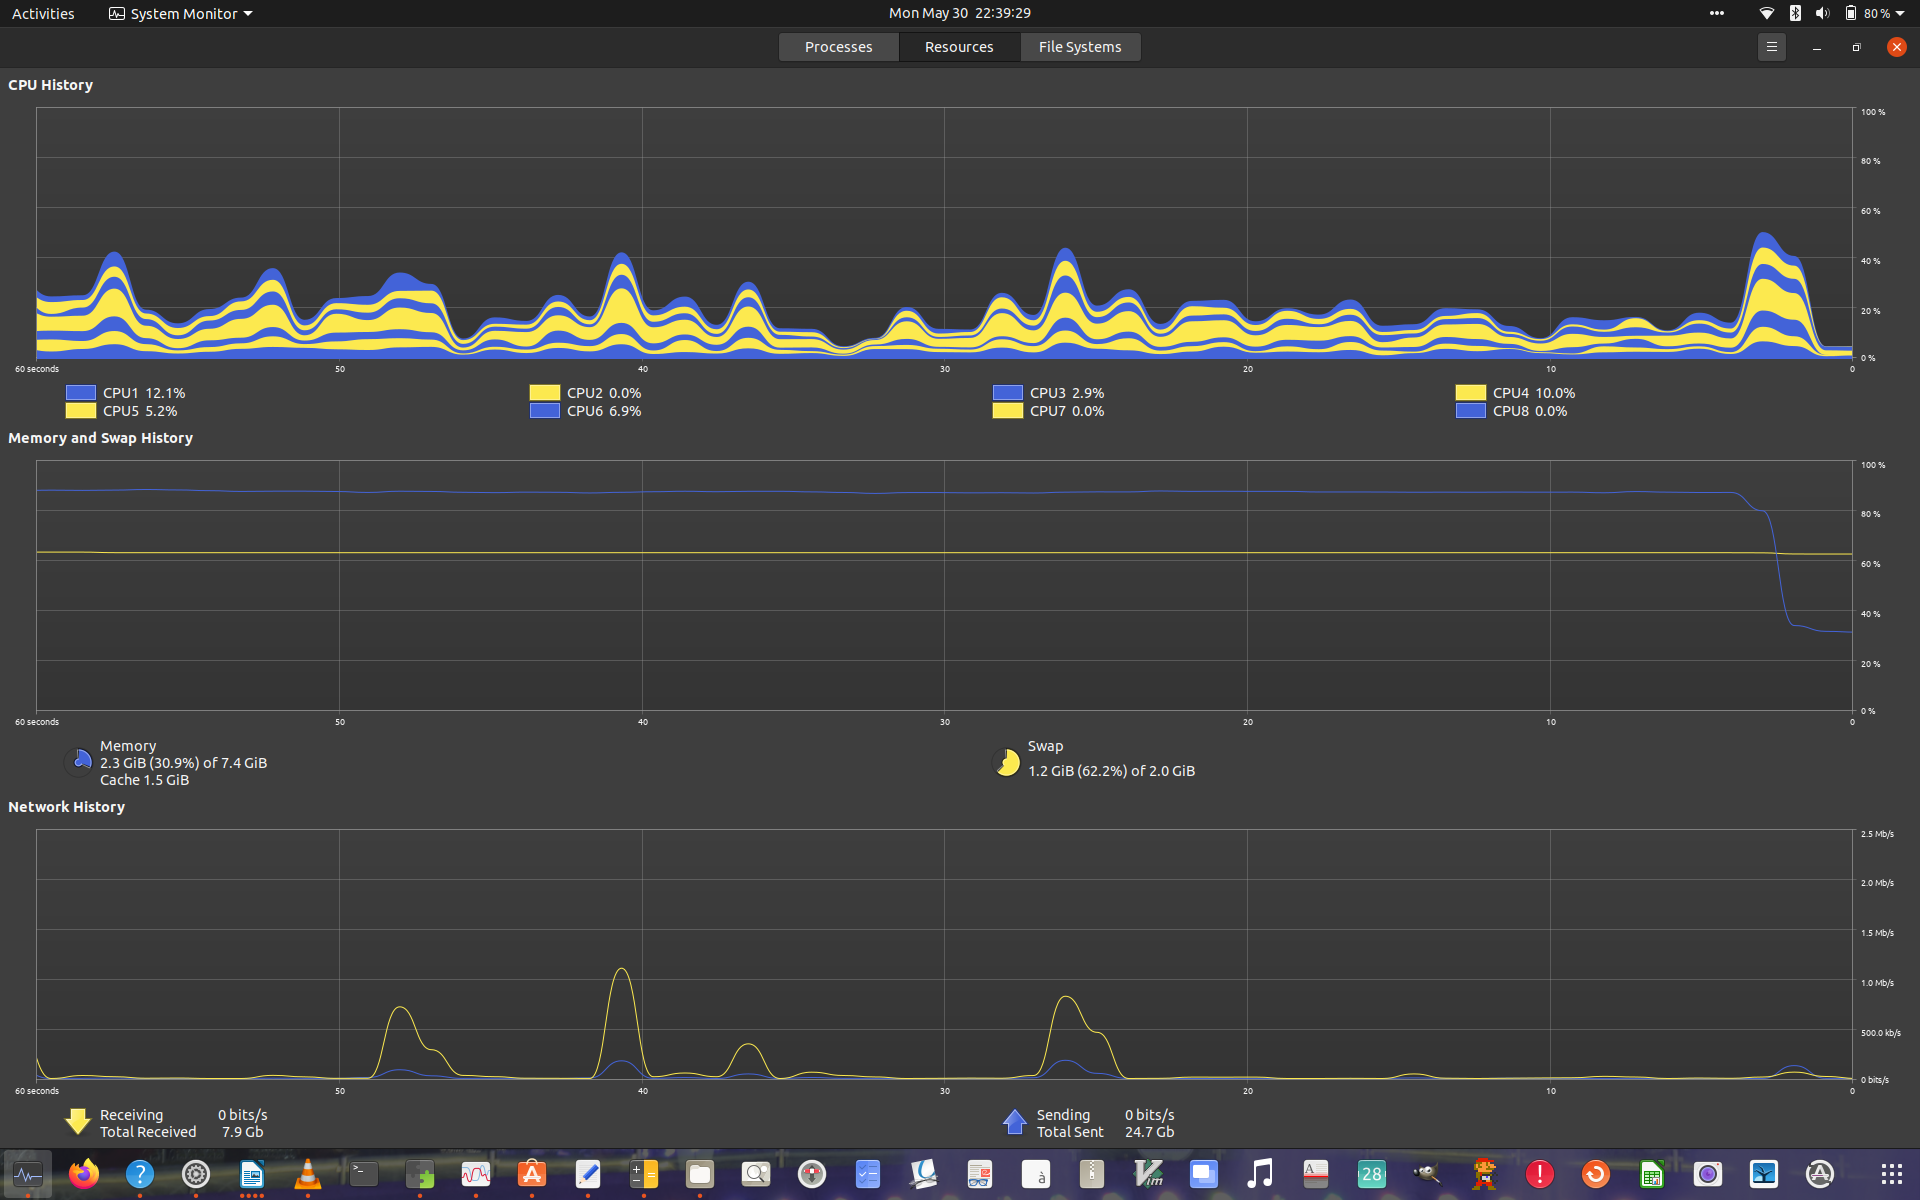 Activities System Monitor Mon May 30 22:39:29 80 %
Processes Resources File Systems
CPU History
100 %
80 %
60 %
40 %
20 %
0 %
60 seconds 50 40 30 20 10 0
CPU1 12.1% CPU2 0.0% CPU3 2.9% CPU4 10.0%
CPU5 5.2% CPU6 6.9% CPU7 0.0% CPU8 0.0%
Memory and Swap History
100 %
80 %
60 %
40 %
20 %
0 %
60 seconds 50 40 30 20 10 0
Memory Swap
2.3 GiB (30.9%) of 7.4 GiB 1.2 GiB (62.2%) of 2.0 GiB
Cache 1.5 GiB
Network History
2.5 Mb/s
2.0 Mb/s
1.5 Mb/s
1.0 Mb/s
500.0 kb/s
0 bits/s
60 seconds 50 40 30 20 10 0
Receiving 0 bits/s Sending 0 bits/s
Total Received 7.9 Gb Total Sent 24.7 Gb
? >_ à Vim A 28 !